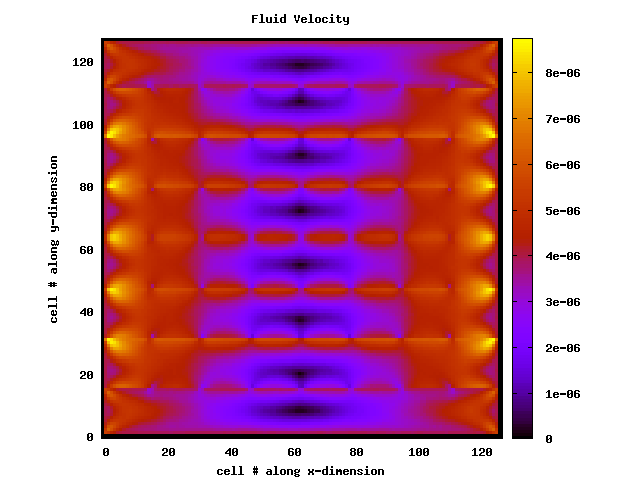 Fluid Velocity
120
100
80
60
40
20
0
cell # along y-dimension
0 20 40 60 80 100 120
cell # along x-dimension
8e-06
7e-06
6e-06
5e-06
4e-06
3e-06
2e-06
1e-06
0